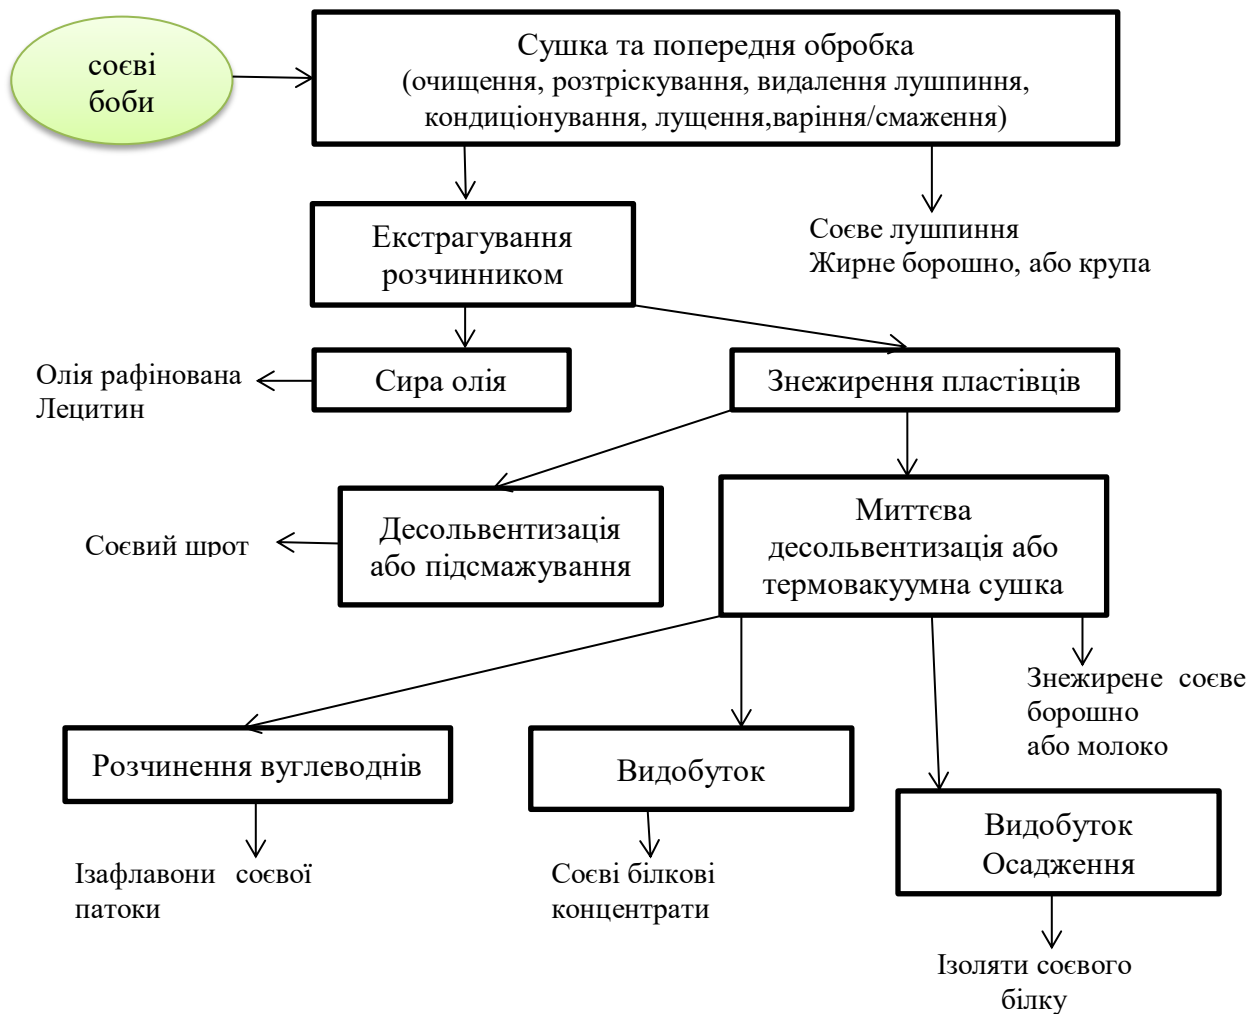 соєві
боби
Сушка та попередня обробка
(очищення, розтріскування, видалення лушпиння,
кондиціонування, лущення,варіння/смаження)
Екстрагування
розчинником
Соєве лушпиння
Жирне борошно, або крупа
Олія рафінована
Лецитин
Сира олія
Знежирення пластівців
Соєвий шрот
Десольвентизація
або підсмажування
Миттєва
десольвентизація або
термовакуумна сушка
Знежирене соєве
борошно
або молоко
Розчинення вуглеводнів
Видобуток
Видобуток
Осадження
Ізафлавони соєвої
патоки
Соєві білкові
концентрати
Ізоляти соєвого
білку